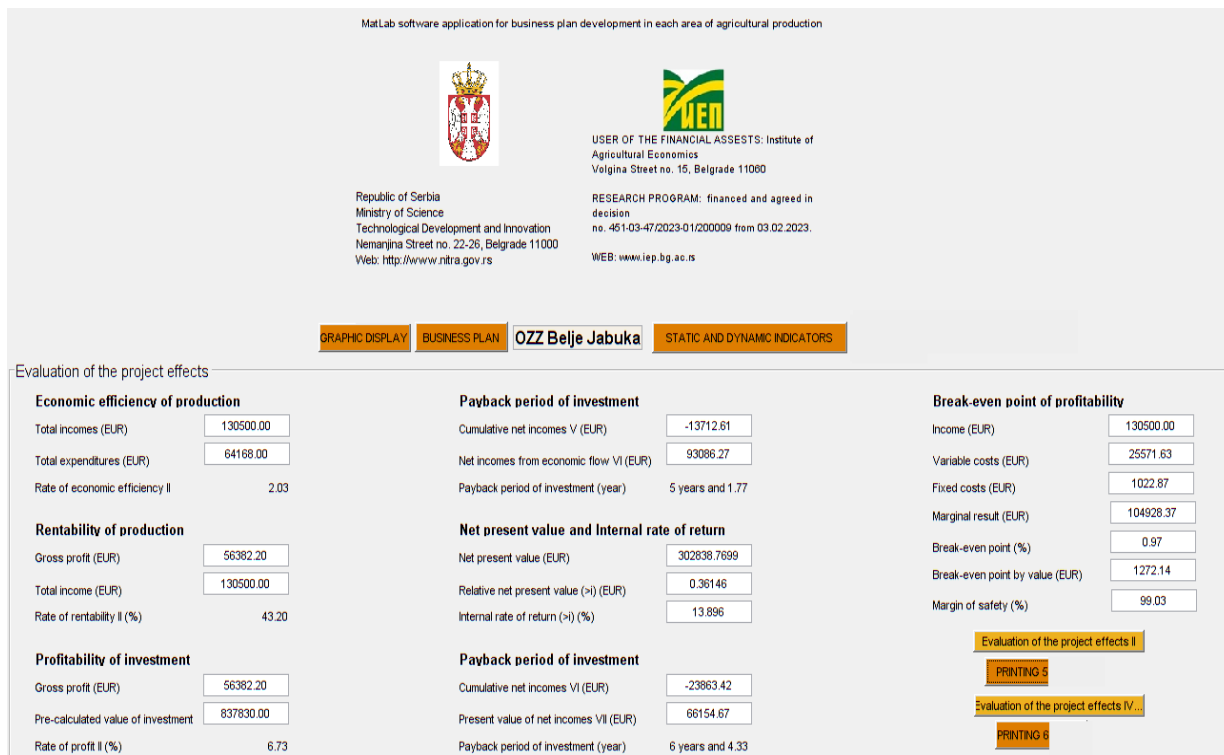 MatLab software application for business plan development in each area of agricultural production
ИЕП
USER OF THE FINANCIAL ASSESTS: Institute of
Agricultural Economics
Volgina Street no. 15, Belgrade 11060
Republic of Serbia
Ministry of Science
Technological Development and Innovation
Nemanjina Street no. 22-26, Belgrade 11000
Web: http://www.nitra.gov.rs
RESEARCH PROGRAM: financed and agreed in
decision
no. 451-03-47/2023-01/200009 from 03.02.2023.
WEB: www.iep.bg.ac.rs
GRAPHIC DISPLAY
BUSINESS PLAN
OZZ Belje Jabuka
STATIC AND DYNAMIC INDICATORS
Evaluation of the project effects
Economic efficiency of production
Total incomes (EUR) 130500.00
Total expenditures (EUR) 64168.00
Rate of economic efficiency II 2.03
Rentability of production
Gross profit (EUR) 56382.20
Total income (EUR) 130500.00
Rate of rentability II (%) 43.20
Profitability of investment
Gross profit (EUR) 56382.20
Pre-calculated value of investment 837830.00
Rate of profit II (%) 6.73
Payback period of investment
Cumulative net incomes V (EUR) -13712.61
Net incomes from economic flow VI (EUR) 93086.27
Payback period of investment (year) 5 years and 1.77
Net present value and Internal rate of return
Net present value (EUR) 302838.7699
Relative net present value (>i) (EUR) 0.36146
Internal rate of return (>i) (%) 13.896
Payback period of investment
Cumulative net incomes VI (EUR) -23863.42
Present value of net incomes VII (EUR) 66154.67
Payback period of investment (year) 6 years and 4.33
Break-even point of profitability
Income (EUR) 130500.00
Variable costs (EUR) 25571.63
Fixed costs (EUR) 1022.87
Marginal result (EUR) 104928.37
Break-even point (%) 0.97
Break-even point by value (EUR) 1272.14
Margin of safety (%) 99.03
Evaluation of the project effects II
PRINTING 5
Evaluation of the project effects IV...
PRINTING 6